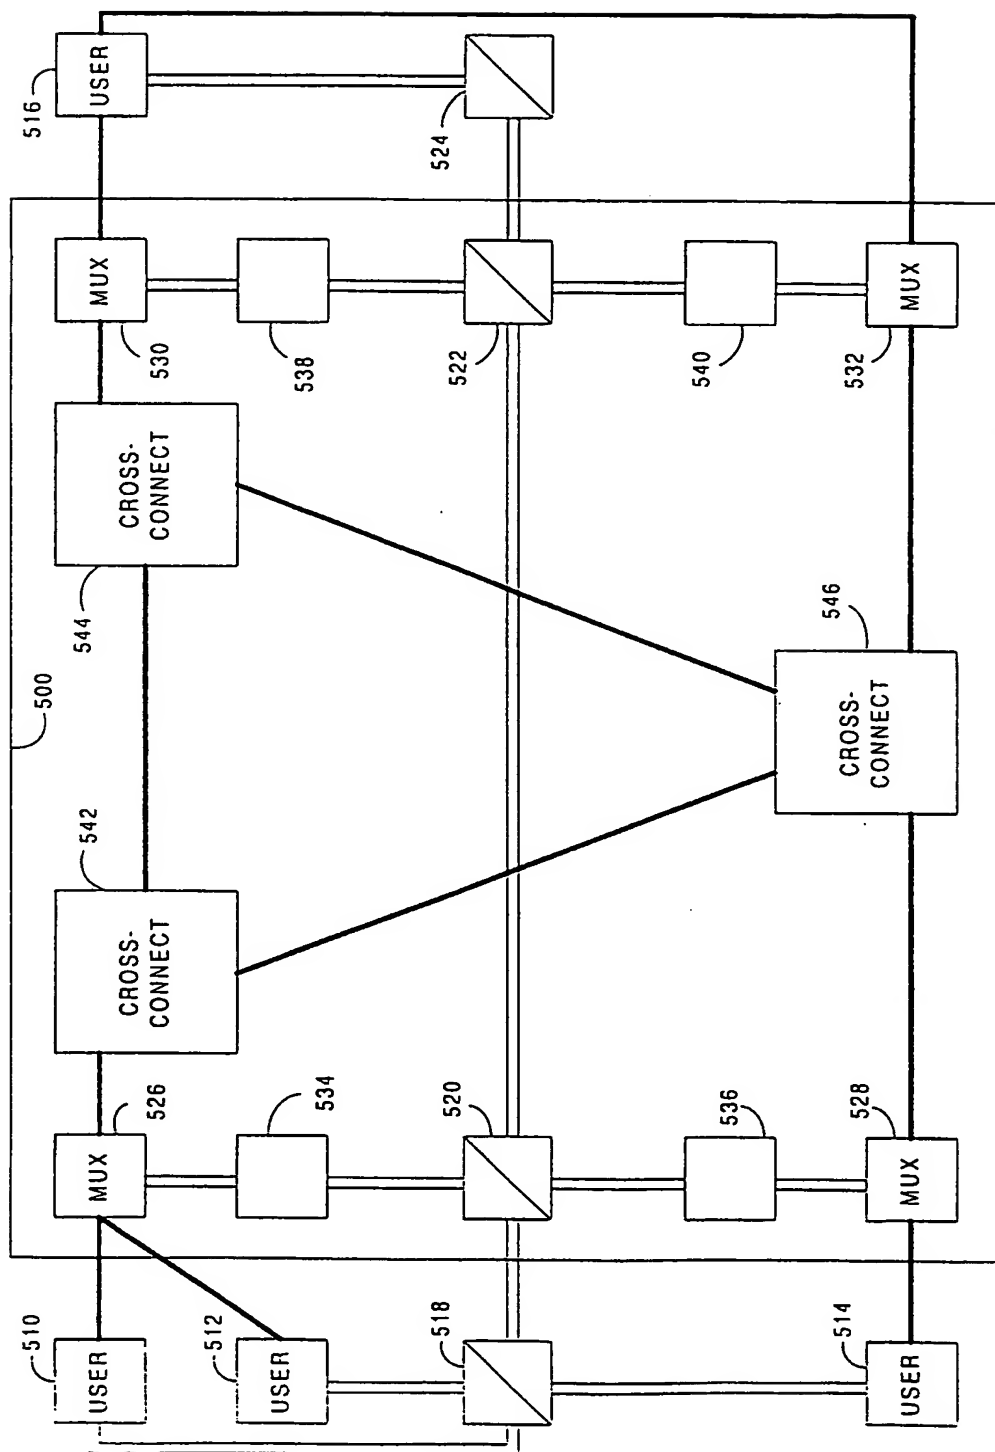 510
516
500
542
544
USER
MUX
MUX
USER
CROSS-
CONNECT
CROSS-
CONNECT
526
530
512
USER
534
538
518
520
522
524
536
540
514
528
546
532
CROSS-
CONNECT
USER
MUX
MUX